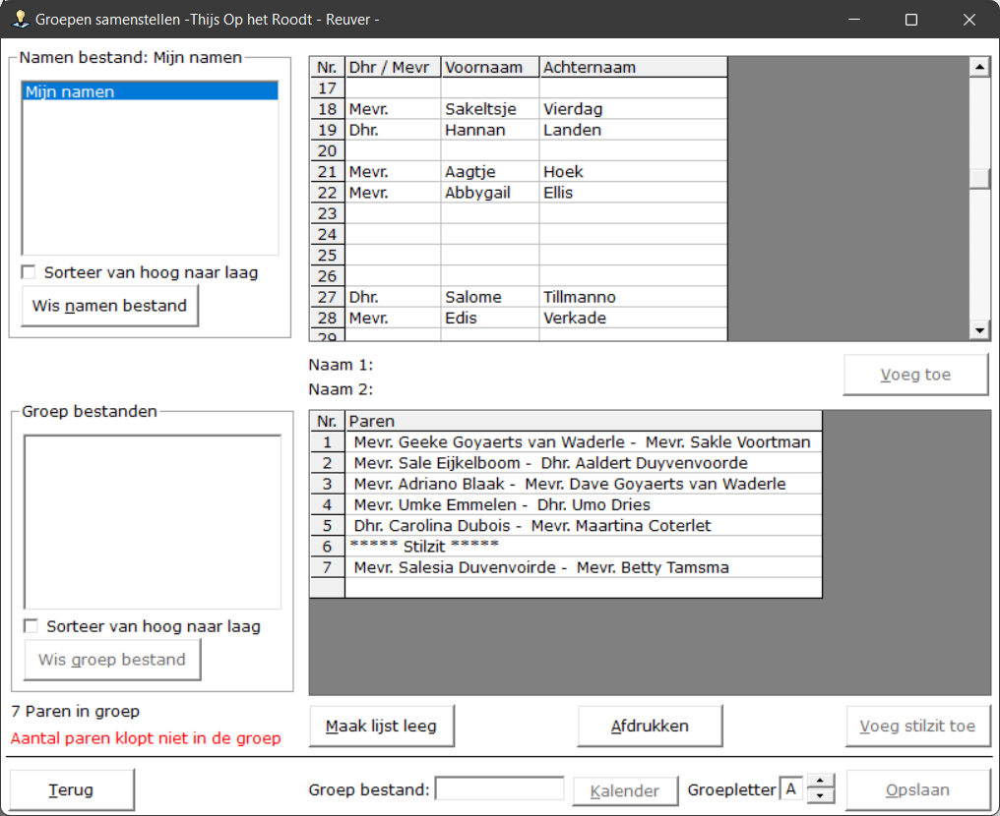 Groepen samenstellen -Thijs Op het Roodt - Reuver -
Namen bestand: Mijn namen
Mijn namen
Sorteer van hoog naar laag
Wis namen bestand
Nr. Dhr / Mevr Voornaam Achternaam
17
18 Mevr. Sakeltsje Vierdag
19 Dhr. Hannan Landen
20
21 Mevr. Aagtje Hoek
22 Mevr. Abbygail Ellis
23
24
25
26
27 Dhr. Salome Tillmanno
28 Mevr. Edis Verkade
29
Naam 1:
Naam 2:
Voeg toe
Groep bestanden
Sorteer van hoog naar laag
Wis groep bestand
Nr. Paren
1 Mevr. Geeke Goyaerts van Waderle - Mevr. Sakle Voortman
2 Mevr. Sale Eijkelboom - Dhr. Aaldert Duyvenvoorde
3 Mevr. Adriano Blaak - Mevr. Dave Goyaerts van Waderle
4 Mevr. Umke Emmelen - Dhr. Umo Dries
5 Dhr. Carolina Dubois - Mevr. Maartina Coterlet
6 ***** Stilzit *****
7 Mevr. Salesia Duvenvoirde - Mevr. Betty Tamsma
7 Paren in groep
Aantal paren klopt niet in de groep
Maak lijst leeg
Afdrukken
Voeg stilzit toe
Terug
Groep bestand:
Kalender
Groepletter A
Opslaan